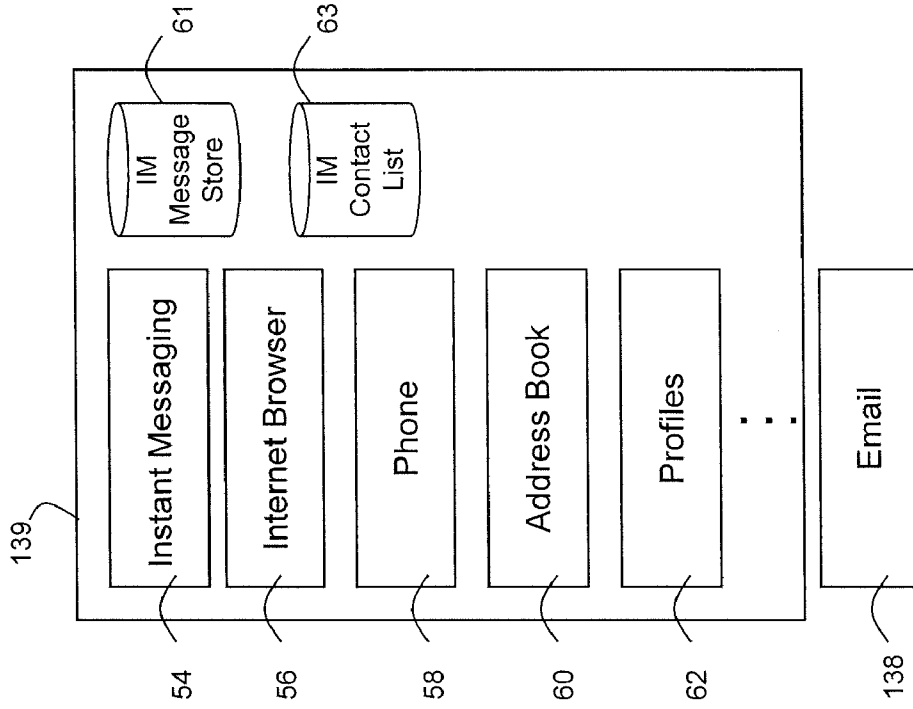 139
54
Instant Messaging
IM
Message
Store
61
56
Internet Browser
58
Phone
IM
Contact
List
63
60
Address Book
62
Profiles
. . .
138
Email